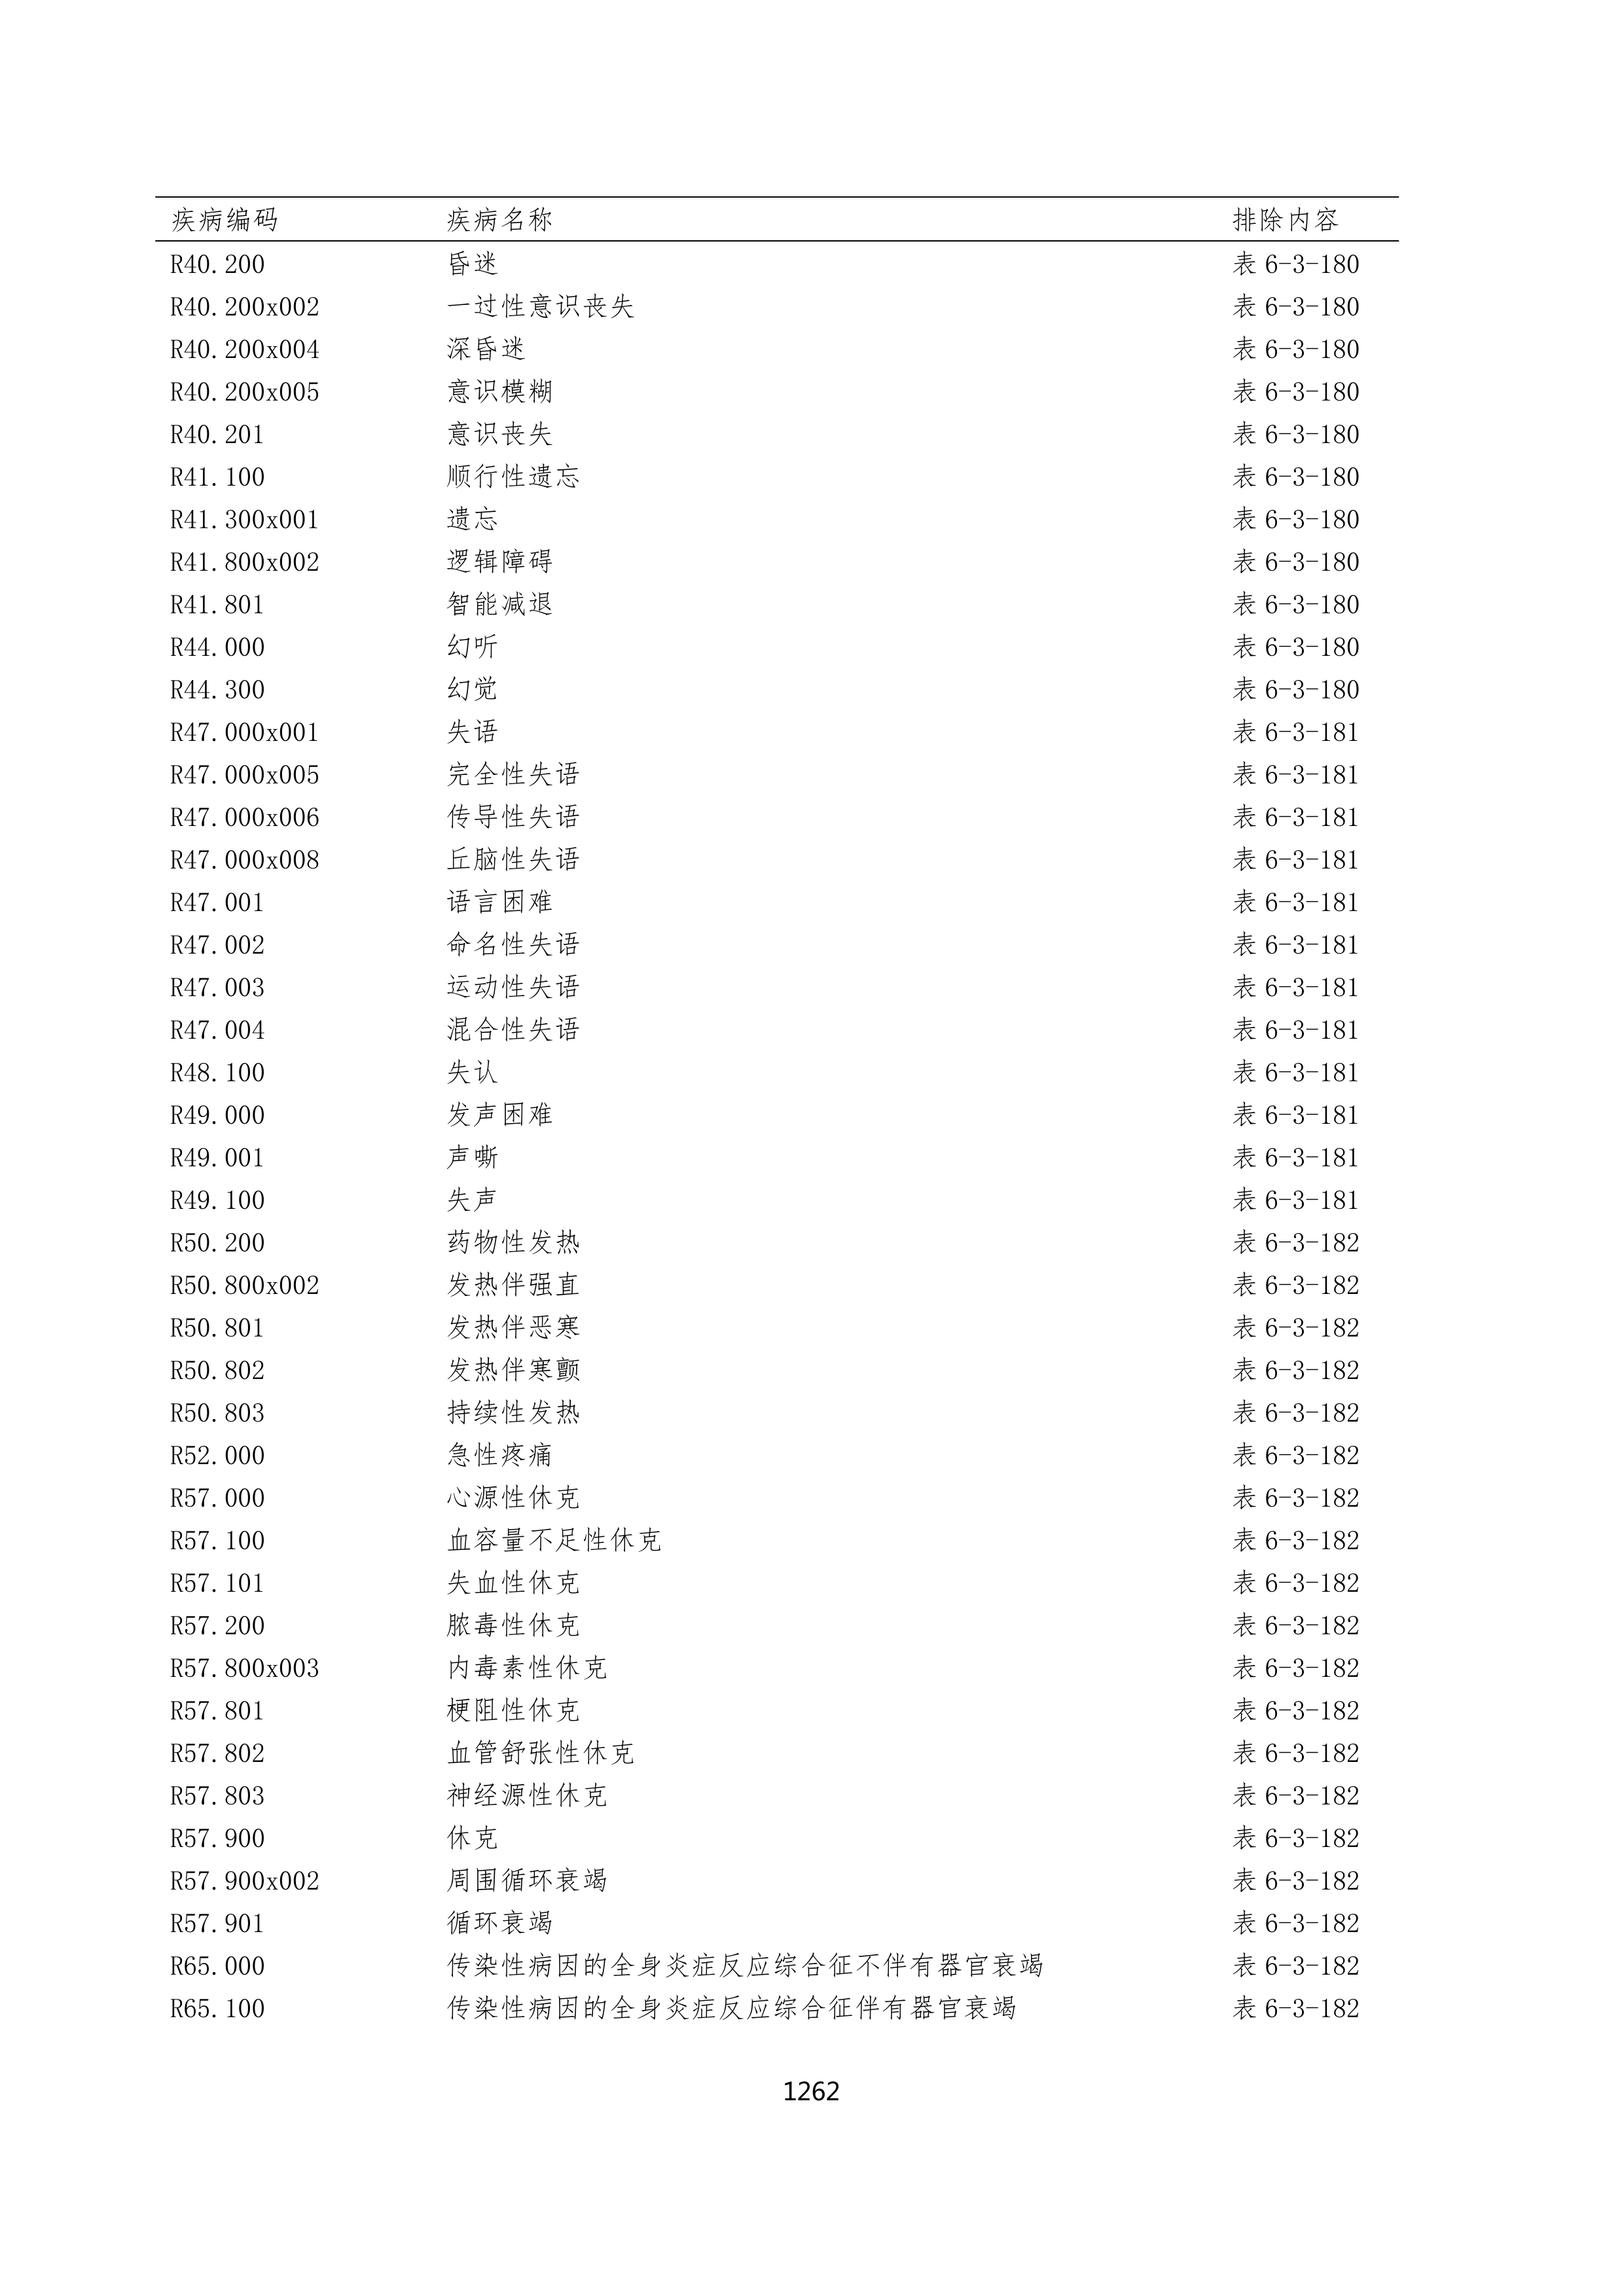 疾病编码 疾病名称 排除内容
R40.200 昏迷 表 6-3-180
R40.200x002 一过性意识丧失 表 6-3-180
R40.200x004 深昏迷 表 6-3-180
R40.200x005 意识模糊 表 6-3-180
R40.201 意识丧失 表 6-3-180
R41.100 顺行性遗忘 表 6-3-180
R41.300x001 遗忘 表 6-3-180
R41.800x002 逻辑障碍 表 6-3-180
R41.801 智能减退 表 6-3-180
R44.000 幻听 表 6-3-180
R44.300 幻觉 表 6-3-180
R47.000x001 失语 表 6-3-181
R47.000x005 完全性失语 表 6-3-181
R47.000x006 传导性失语 表 6-3-181
R47.000x008 丘脑性失语 表 6-3-181
R47.001 语言困难 表 6-3-181
R47.002 命名性失语 表 6-3-181
R47.003 运动性失语 表 6-3-181
R47.004 混合性失语 表 6-3-181
R48.100 失认 表 6-3-181
R49.000 发声困难 表 6-3-181
R49.001 声嘶 表 6-3-181
R49.100 失声 表 6-3-181
R50.200 药物性发热 表 6-3-182
R50.800x002 发热伴强直 表 6-3-182
R50.801 发热伴恶寒 表 6-3-182
R50.802 发热伴寒颤 表 6-3-182
R50.803 持续性发热 表 6-3-182
R52.000 急性疼痛 表 6-3-182
R57.000 心源性休克 表 6-3-182
R57.100 血容量不足性休克 表 6-3-182
R57.101 失血性休克 表 6-3-182
R57.200 脓毒性休克 表 6-3-182
R57.800x003 内毒素性休克 表 6-3-182
R57.801 梗阻性休克 表 6-3-182
R57.802 血管舒张性休克 表 6-3-182
R57.803 神经源性休克 表 6-3-182
R57.900 休克 表 6-3-182
R57.900x002 周围循环衰竭 表 6-3-182
R57.901 循环衰竭 表 6-3-182
R65.000 传染性病因的全身炎症反应综合征不伴有器官衰竭 表 6-3-182
R65.100 传染性病因的全身炎症反应综合征伴有器官衰竭 表 6-3-182
1262